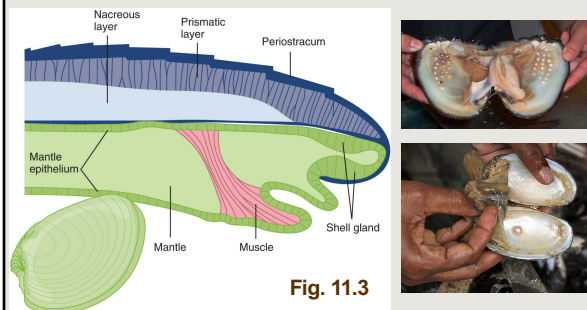 Nacreous
layer
Prismatic
layer
Periostracum
Mantle
epithelium
Mantle
Muscle
Shell gland
Fig. 11.3